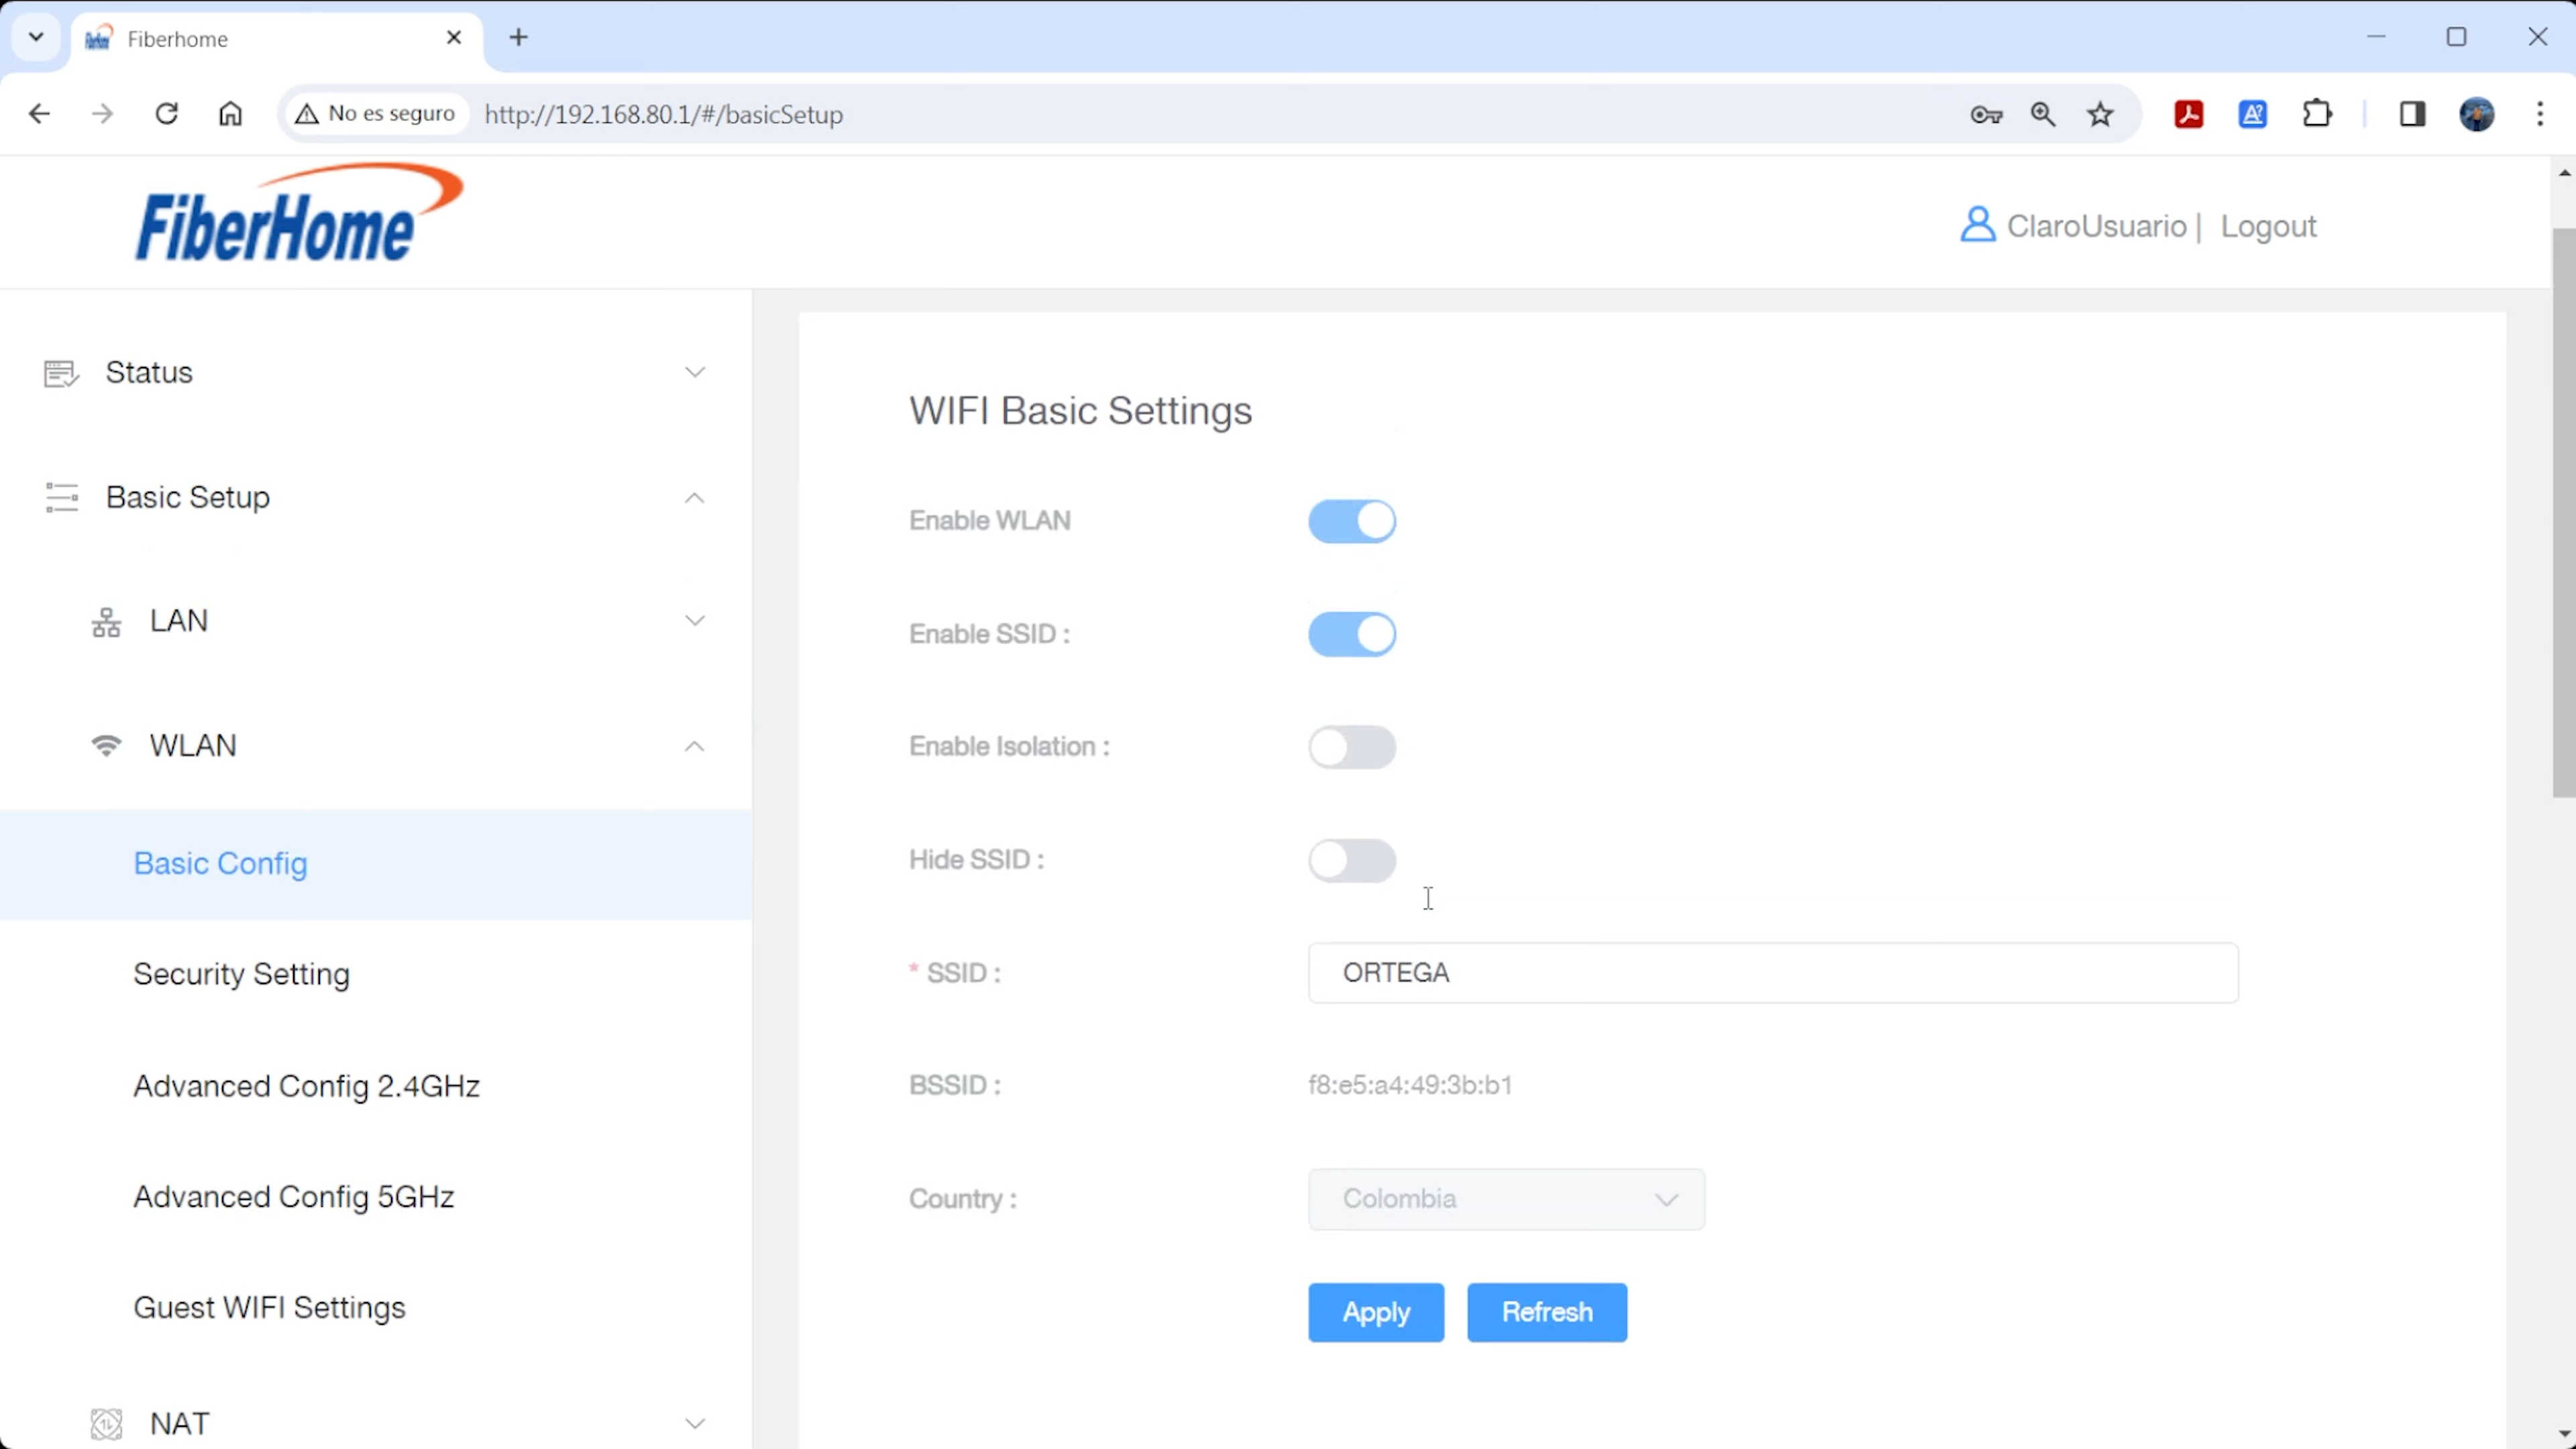 Fiberhome
No es seguro
http://192.168.80.1/#/basicSetup
FiberHome
ClaroUsuario | Logout
Status
Basic Setup
LAN
WLAN
Basic Config
Security Setting
Advanced Config 2.4GHz
Advanced Config 5GHz
Guest WIFI Settings
NAT
WIFI Basic Settings
Enable WLAN
Enable SSID :
Enable Isolation :
Hide SSID :
* SSID : ORTEGA
BSSID : f8:e5:a4:49:3b:b1
Country : Colombia
Apply Refresh